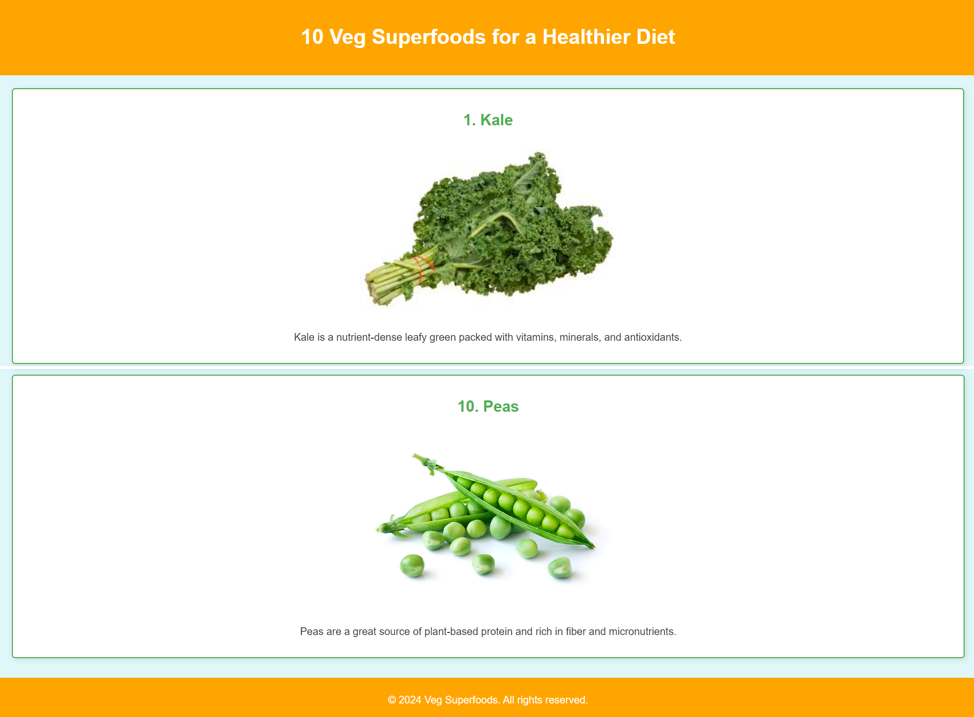 10 Veg Superfoods for a Healthier Diet
1. Kale
Kale is a nutrient-dense leafy green packed with vitamins, minerals, and antioxidants.
10. Peas
Peas are a great source of plant-based protein and rich in fiber and micronutrients.
© 2024 Veg Superfoods. All rights reserved.